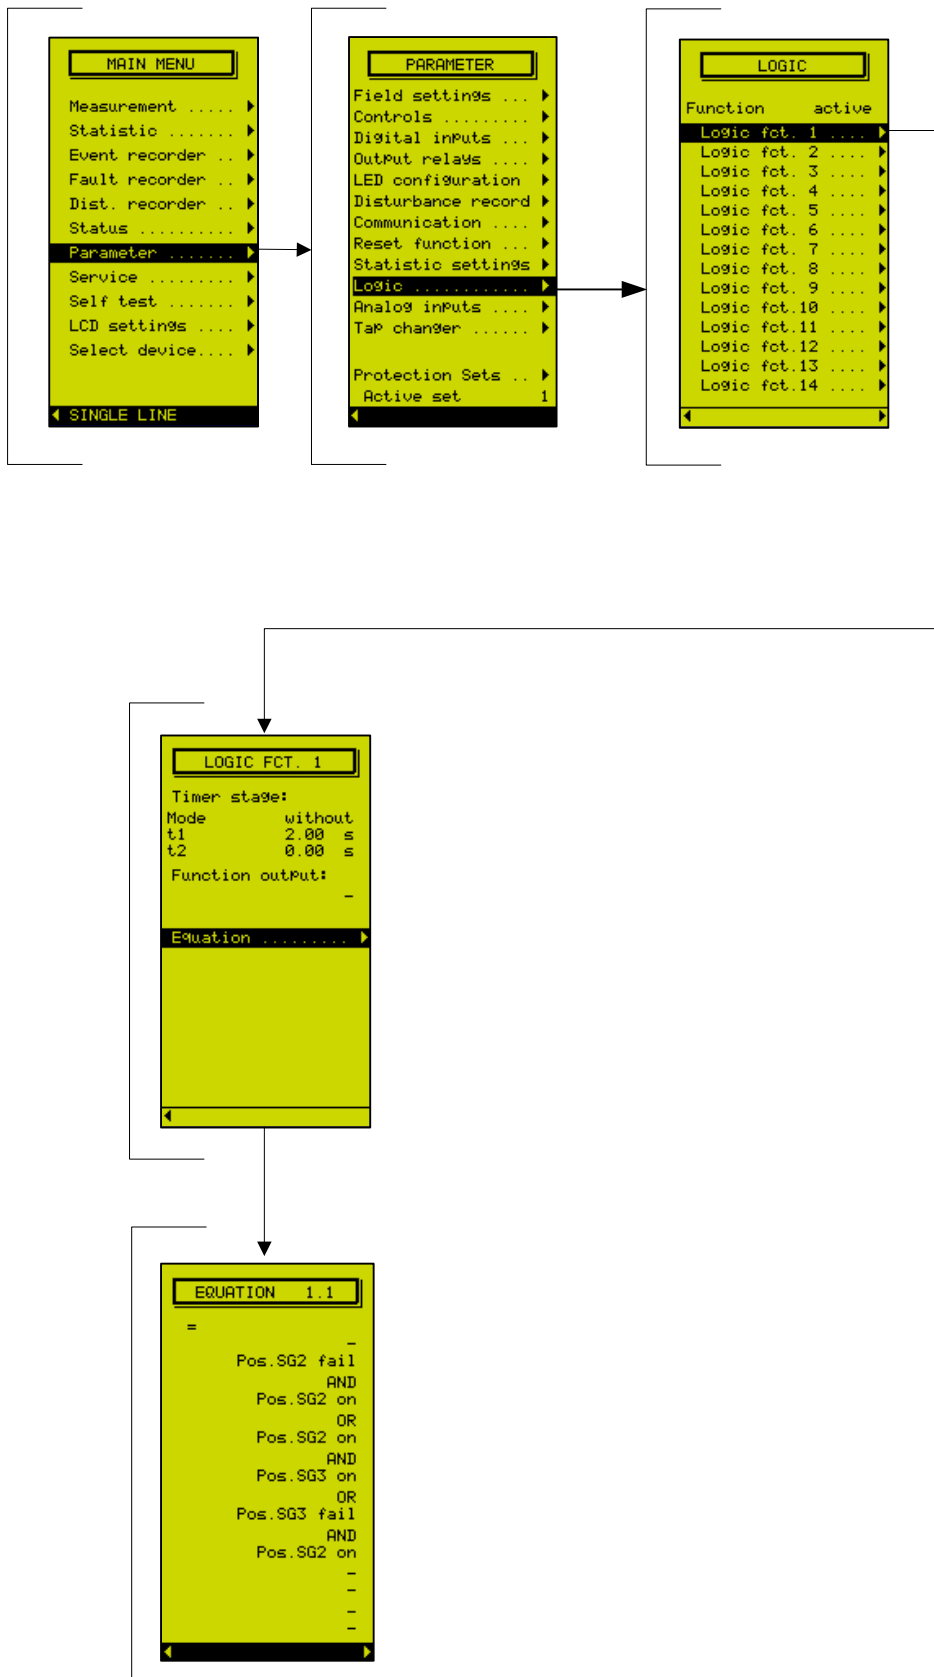 MAIN MENU
Measurement ..... ▶
Statistic ....... ▶
Event recorder .. ▶
Fault recorder .. ▶
Dist. recorder .. ▶
Status .......... ▶
Parameter ....... ▶
Service ......... ▶
Self test ....... ▶
LCD settings .... ▶
Select device.... ▶
◀ SINGLE LINE
PARAMETER
Field settings ... ▶
Controls ......... ▶
Digital inputs ... ▶
Output relays .... ▶
LED configuration ▶
Disturbance record ▶
Communication .... ▶
Reset function ... ▶
Statistic settings ▶
Logic ............ ▶
Analog inputs .... ▶
Tap changer ...... ▶
Protection Sets .. ▶
Active set 1
◀
LOGIC
Function active
Logic fct. 1 .... ▶
Logic fct. 2 .... ▶
Logic fct. 3 .... ▶
Logic fct. 4 .... ▶
Logic fct. 5 .... ▶
Logic fct. 6 .... ▶
Logic fct. 7 .... ▶
Logic fct. 8 .... ▶
Logic fct. 9 .... ▶
Logic fct.10 .... ▶
Logic fct.11 .... ▶
Logic fct.12 .... ▶
Logic fct.13 .... ▶
Logic fct.14 .... ▶
◀ ▶
LOGIC FCT. 1
Timer stage:
Mode without
t1 2.00 s
t2 0.00 s
Function output:
–
Equation ......... ▶
◀
EQUATION 1.1
=
–
Pos.SG2 fail
AND
Pos.SG2 on
OR
Pos.SG2 on
AND
Pos.SG3 on
OR
Pos.SG3 fail
AND
Pos.SG2 on
–
–
–
–
◀ ▶